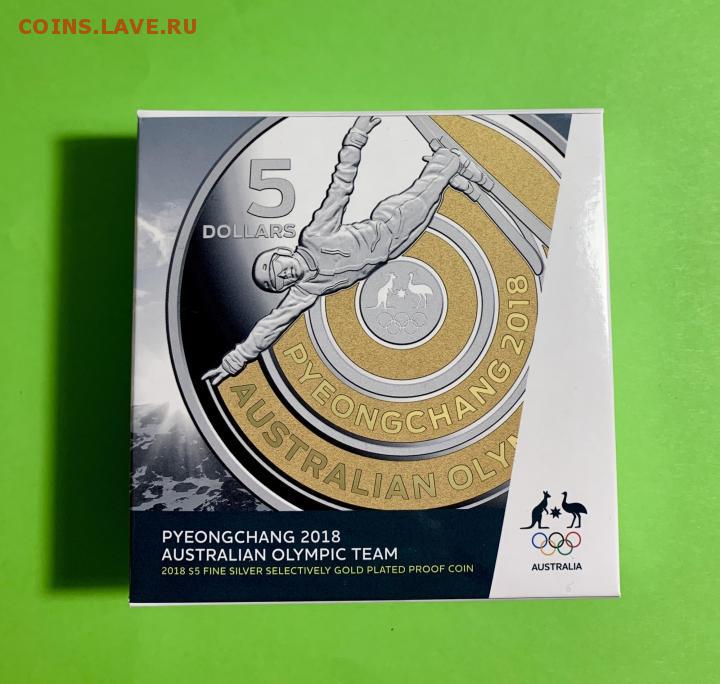 COINS.LAVE.RU
5
DOLLARS
PYEONGCHANG 2018
AUSTRALIAN OLYM
PYEONGCHANG 2018
AUSTRALIAN OLYMPIC TEAM
2018 $5 FINE SILVER SELECTIVELY GOLD PLATED PROOF COIN
AUSTRALIA